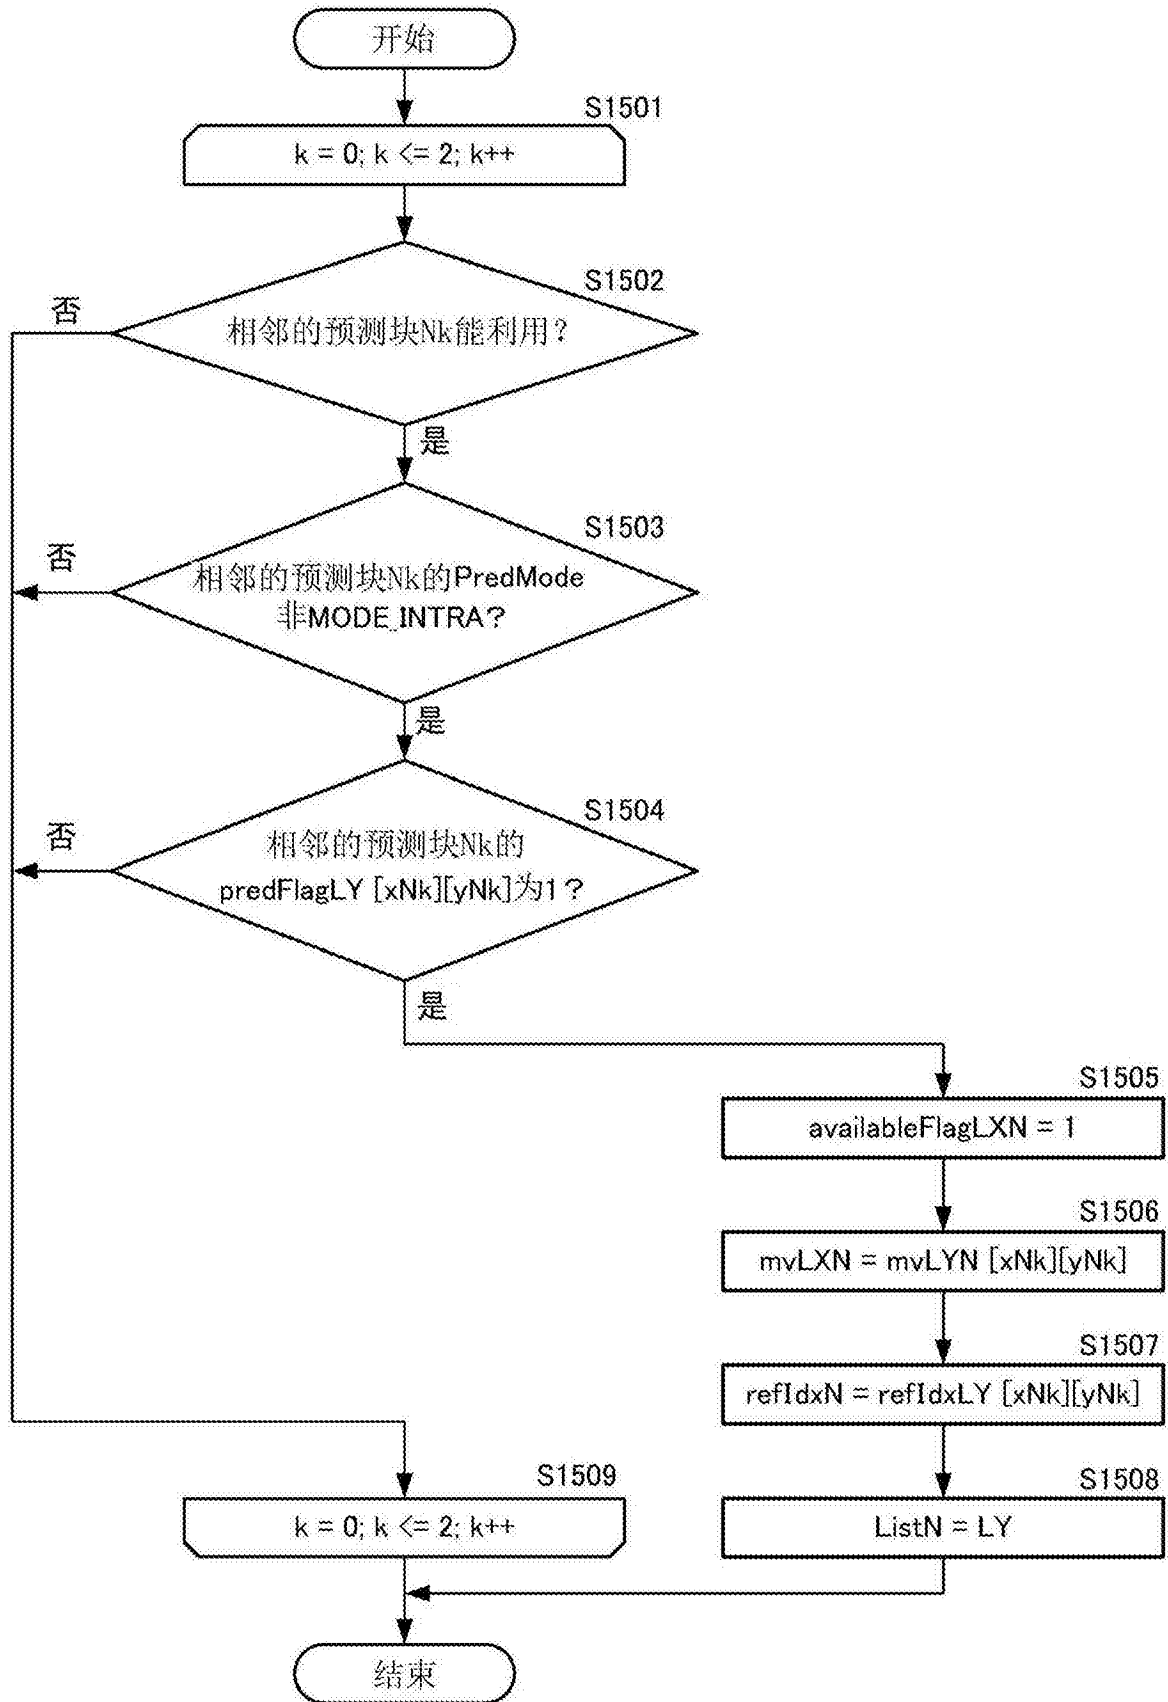 开始
S1501
k = 0; k <= 2; k++
S1502
否
相邻的预测块Nk能利用？
是
S1503
否
相邻的预测块Nk的PredMode
非MODE_INTRA？
是
S1504
否
相邻的预测块Nk的
predFlagLY [xNk][yNk]为1？
是
S1505
availableFlagLXN = 1
S1506
mvLXN = mvLYN [xNk][yNk]
S1507
refIdxN = refIdxLY [xNk][yNk]
S1508
ListN = LY
S1509
k = 0; k <= 2; k++
结束